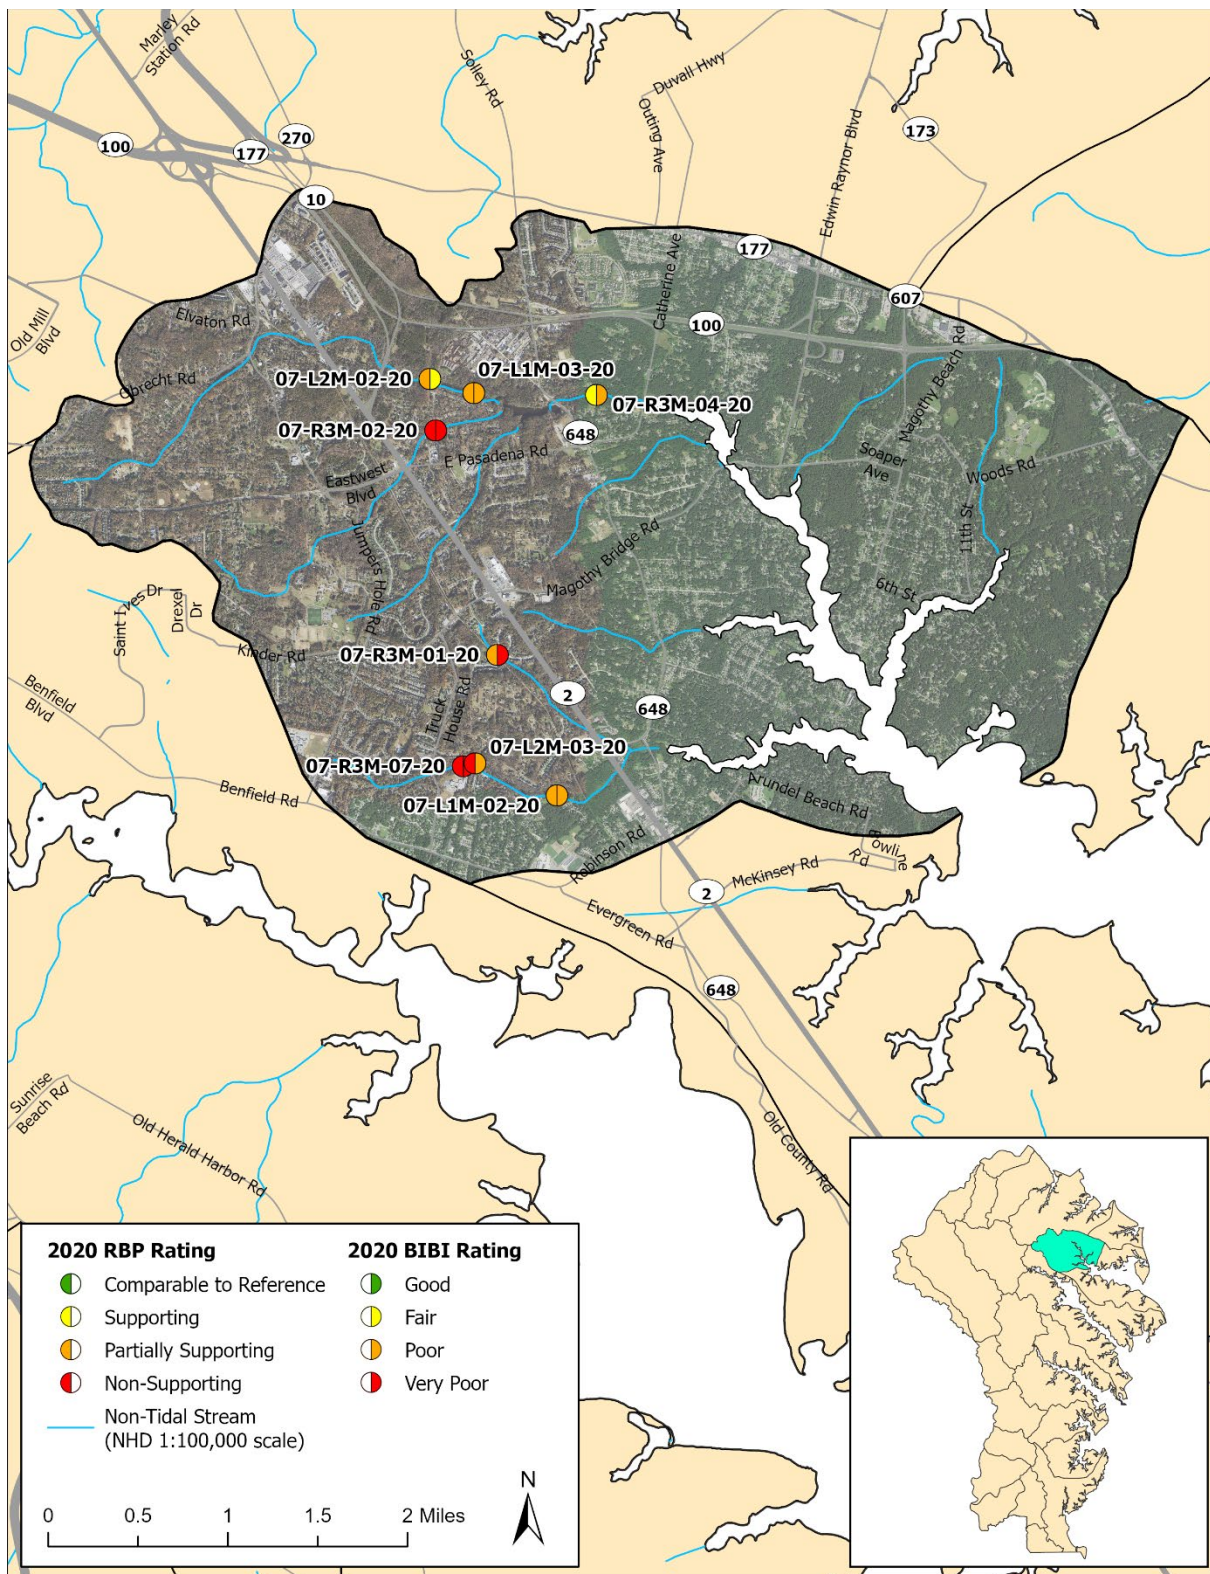 Marley
Station Rd
Solley Rd
Duvall Hwy
Outing Ave
Edwin Raynor Blvd
173
270
100
177
10
177
Catherine Ave
607
Old Mill
Blvd
Elvaton Rd
100
Magothy Beach Rd
Obrecht Rd
07-L2M-02-20
07-L1M-03-20
07-R3M-04-20
07-R3M-02-20
648
E Pasadena Rd
Soaper
Ave
Woods Rd
Eastwest
Blvd
11th St
Jumpers Hole Rd
Magothy Bridge Rd
6th St
Saint Ives Dr
Drexel
Dr
Kinder Rd
07-R3M-01-20
Benfield
Blvd
2
648
Truck
House Rd
07-L2M-03-20
07-R3M-07-20
07-L1M-02-20
Benfield Rd
Arundel Beach Rd
Robinson Rd
Bowline
Rd
McKinsey Rd
2
Evergreen Rd
648
Sunrise
Beach Rd
Old Herald Harbor Rd
Old County Rd
2020 RBP Rating
Comparable to Reference
Supporting
Partially Supporting
Non-Supporting
Non-Tidal Stream
(NHD 1:100,000 scale)
2020 BIBI Rating
Good
Fair
Poor
Very Poor
N
0 0.5 1 1.5 2 Miles